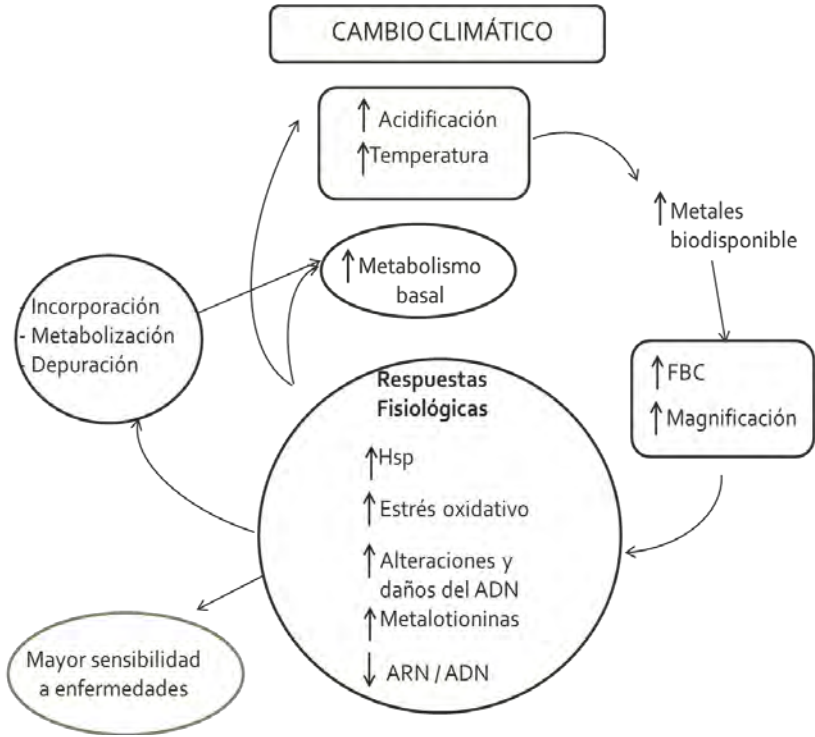 CAMBIO CLIMÁTICO
↑ Acidificación
↑ Temperatura
↑ Metales
biodisponible
↑ Metabolismo
basal
- Incorporación
- Metabolización
- Depuración
↑ FBC
↑ Magnificación
Respuestas
Fisiológicas
↑ Hsp
↑ Estrés oxidativo
↑ Alteraciones y
daños del ADN
↑ Metalotioninas
↓ ARN / ADN
Mayor sensibilidad
a enfermedades